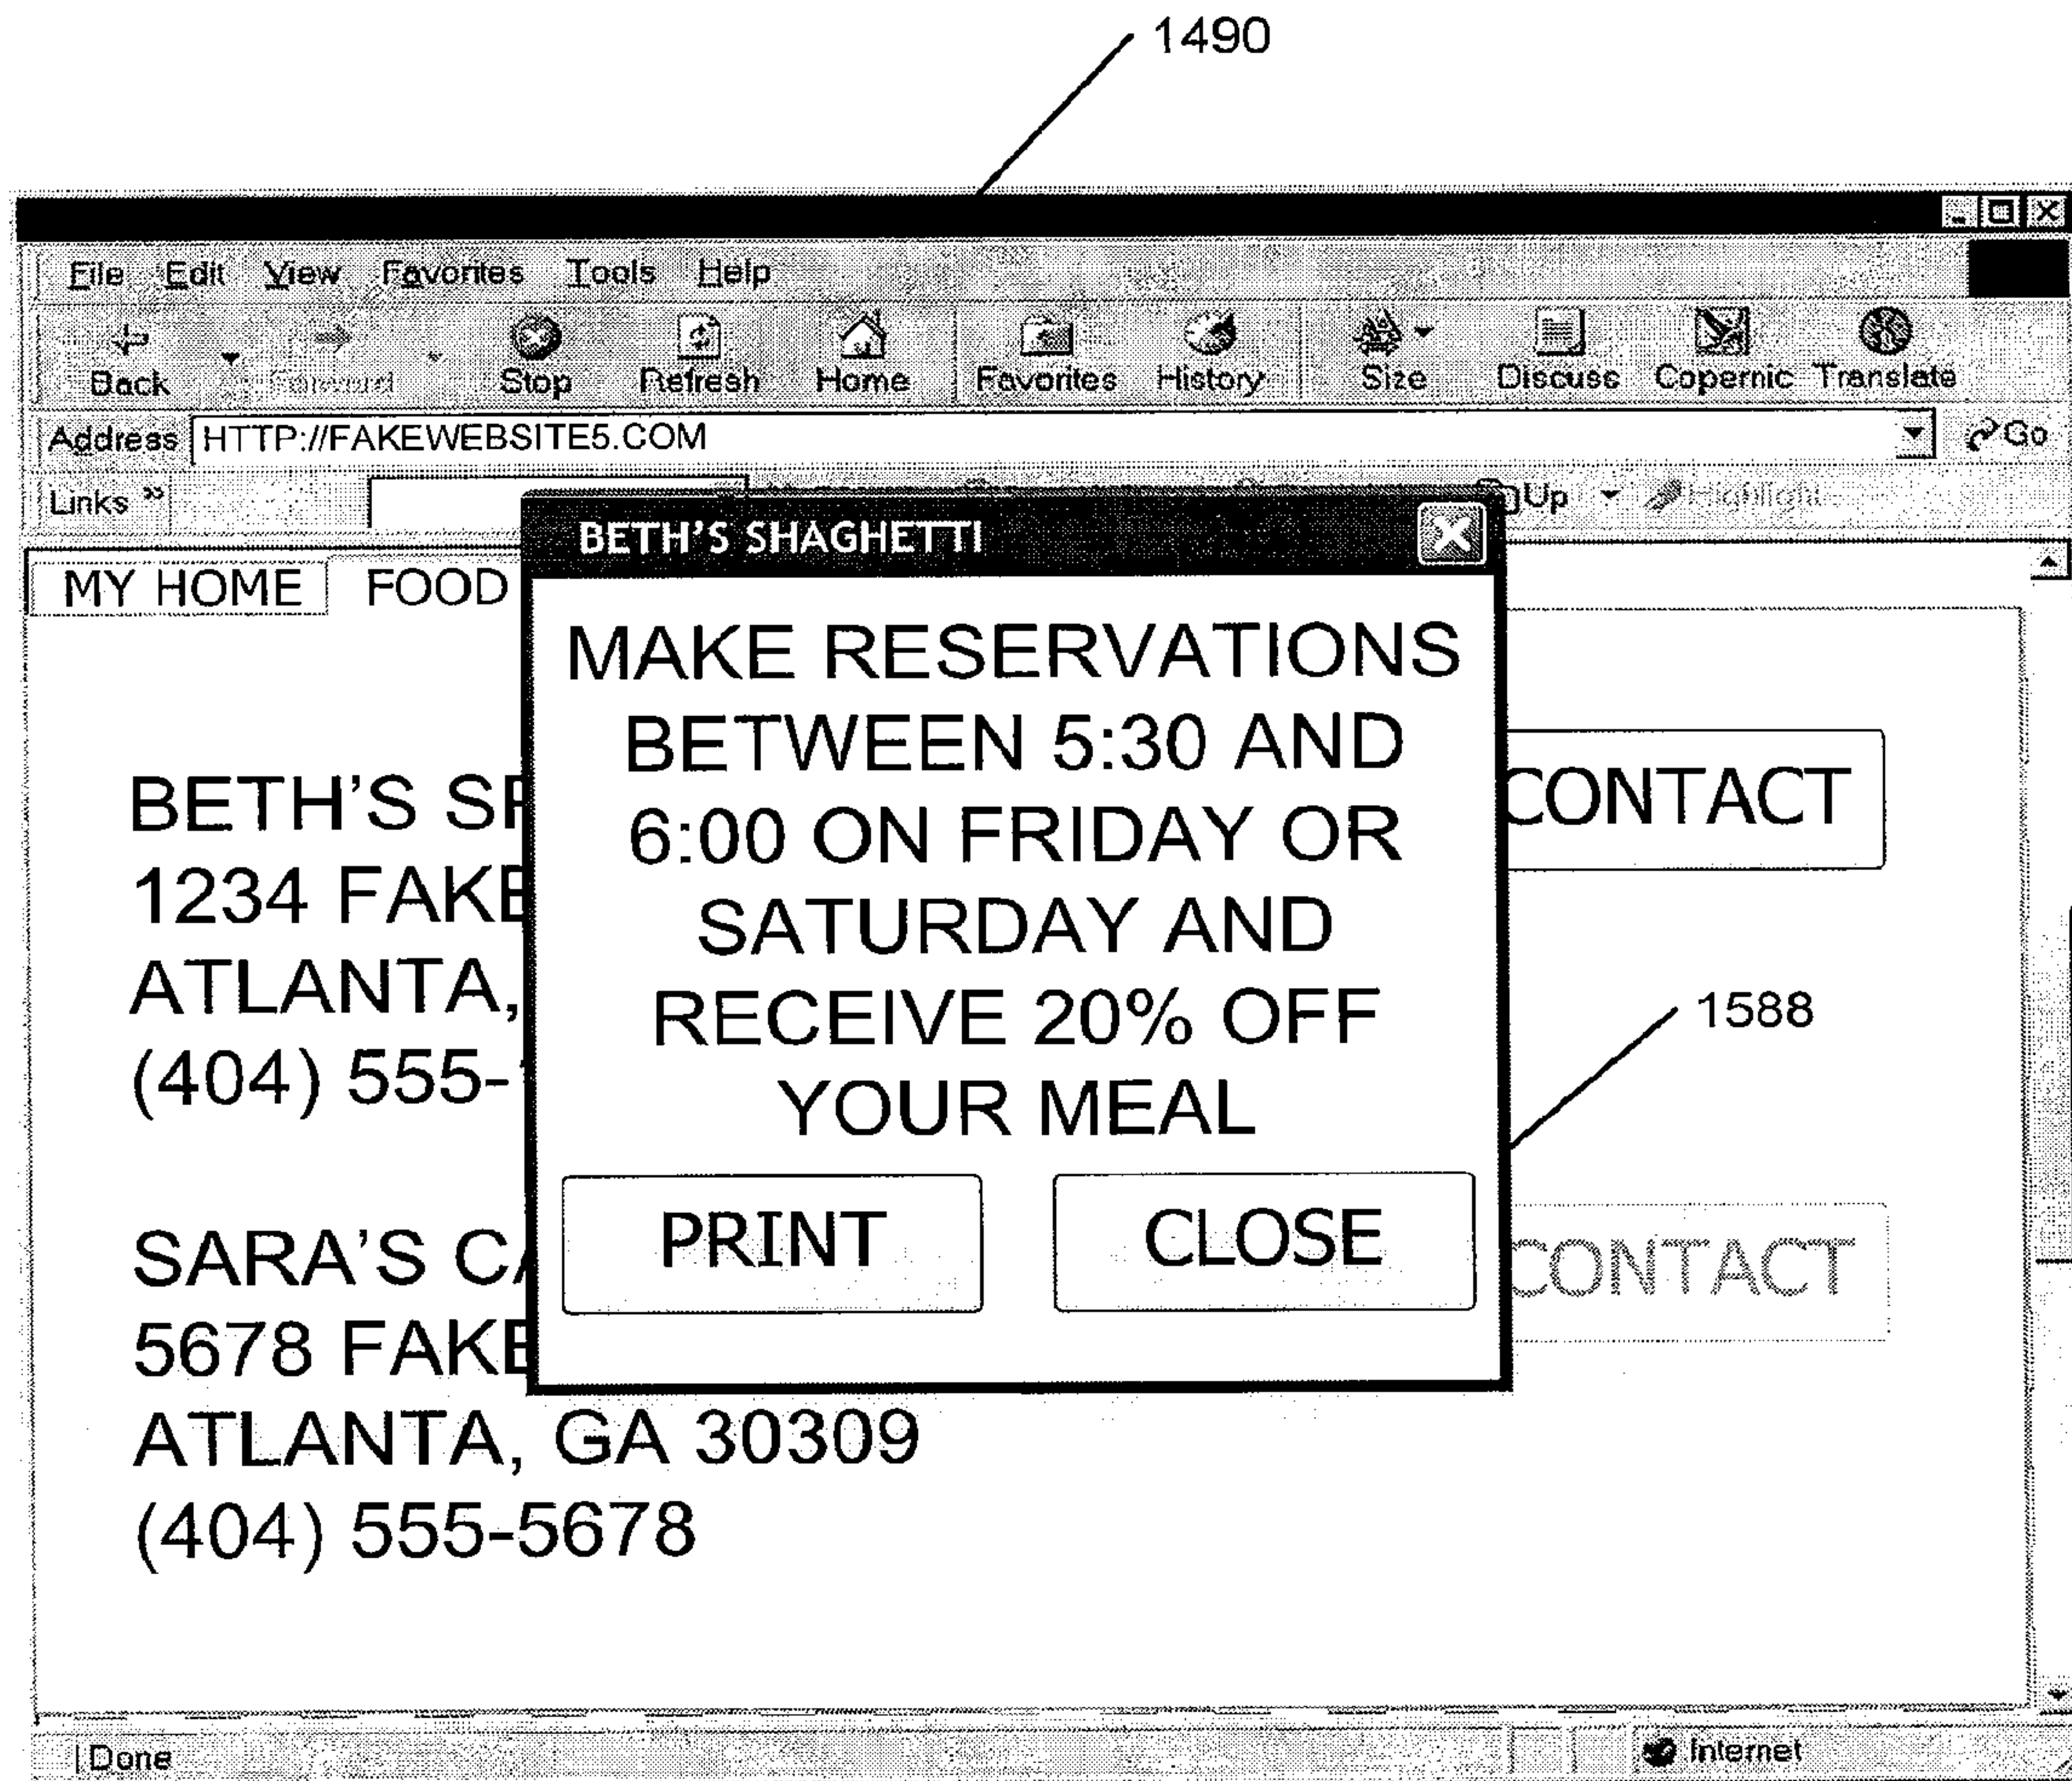 1490
File Edit View Favorites Tools Help
Back Forward Stop Refresh Home Favorites History Size Discuss Copernic Translate
Address HTTP://FAKEWEBSITE5.COM Go
Links » Up Highlight
BETH'S SHAGHETTI
MY HOME FOOD
MAKE RESERVATIONS
BETWEEN 5:30 AND
6:00 ON FRIDAY OR
SATURDAY AND
RECEIVE 20% OFF
YOUR MEAL
PRINT CLOSE
BETH'S SP
1234 FAKE
ATLANTA,
(404) 555-
CONTACT
1588
SARA'S CA
5678 FAKE
ATLANTA, GA 30309
(404) 555-5678
CONTACT
Done Internet